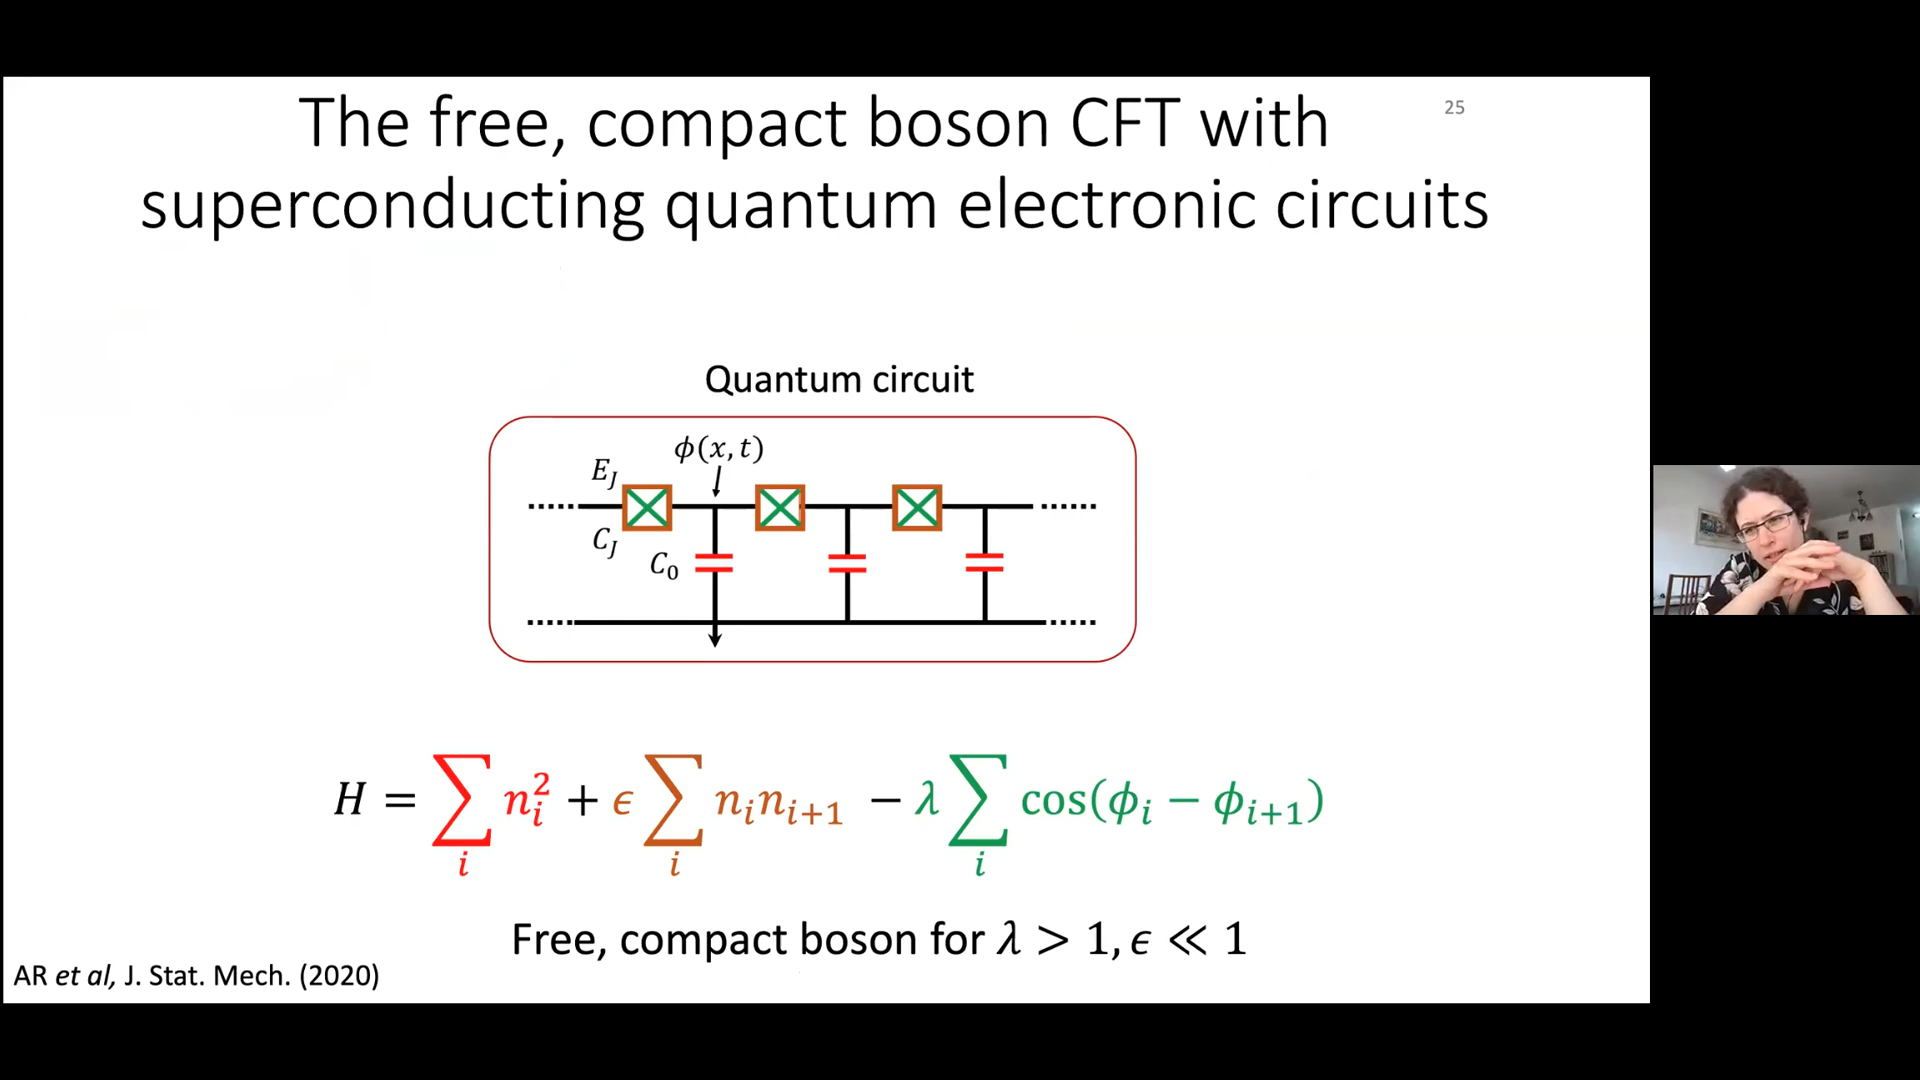 The free, compact boson CFT with
25
superconducting quantum electronic circuits
Quantum circuit
ϕ(x, t)
E_J
C_J
C_0
H = ∑_i n_i^2 + ϵ ∑_i n_i n_{i+1} − λ ∑_i cos(ϕ_i − ϕ_{i+1})
Free, compact boson for λ > 1, ϵ ≪ 1
AR et al, J. Stat. Mech. (2020)